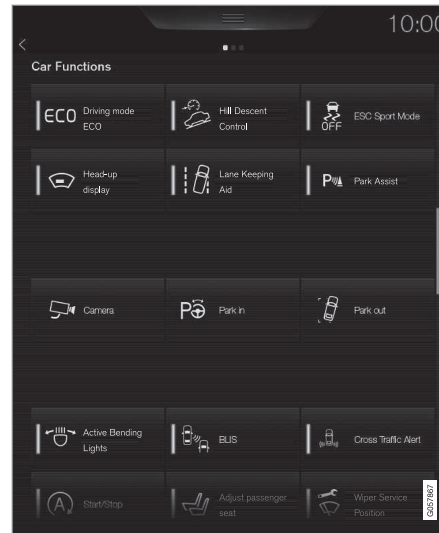 10:00
Car Functions
ECO
Driving mode
ECO
Hill Descent
Control
OFF
ESC Sport Mode
Head-up
display
Lane Keeping
Aid
P
Park Assist
Camera
P
Park in
Park out
Active Bending
Lights
BLIS
Cross Traffic Alert
A
Start/Stop
Adjust passenger
seat
Wiper Service
Position
G057867